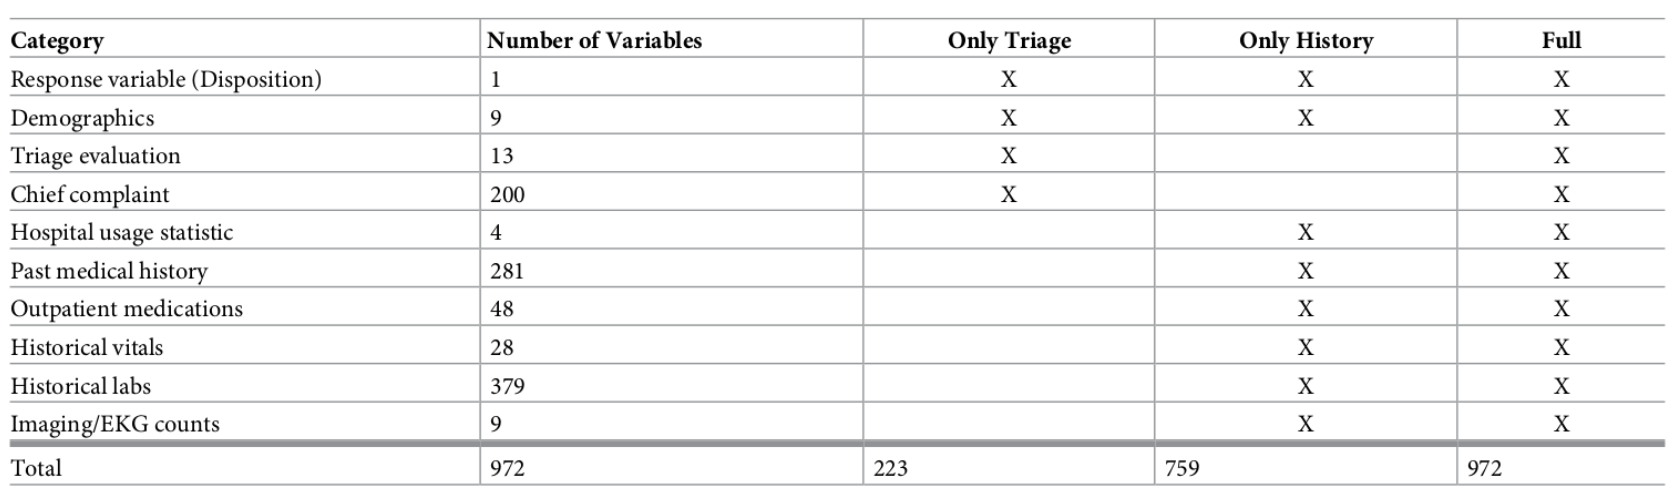 Category Number of Variables Only Triage Only History Full
Response variable (Disposition) 1 X X X
Demographics 9 X X X
Triage evaluation 13 X X
Chief complaint 200 X X
Hospital usage statistic 4 X X
Past medical history 281 X X
Outpatient medications 48 X X
Historical vitals 28 X X
Historical labs 379 X X
Imaging/EKG counts 9 X X
Total 972 223 759 972